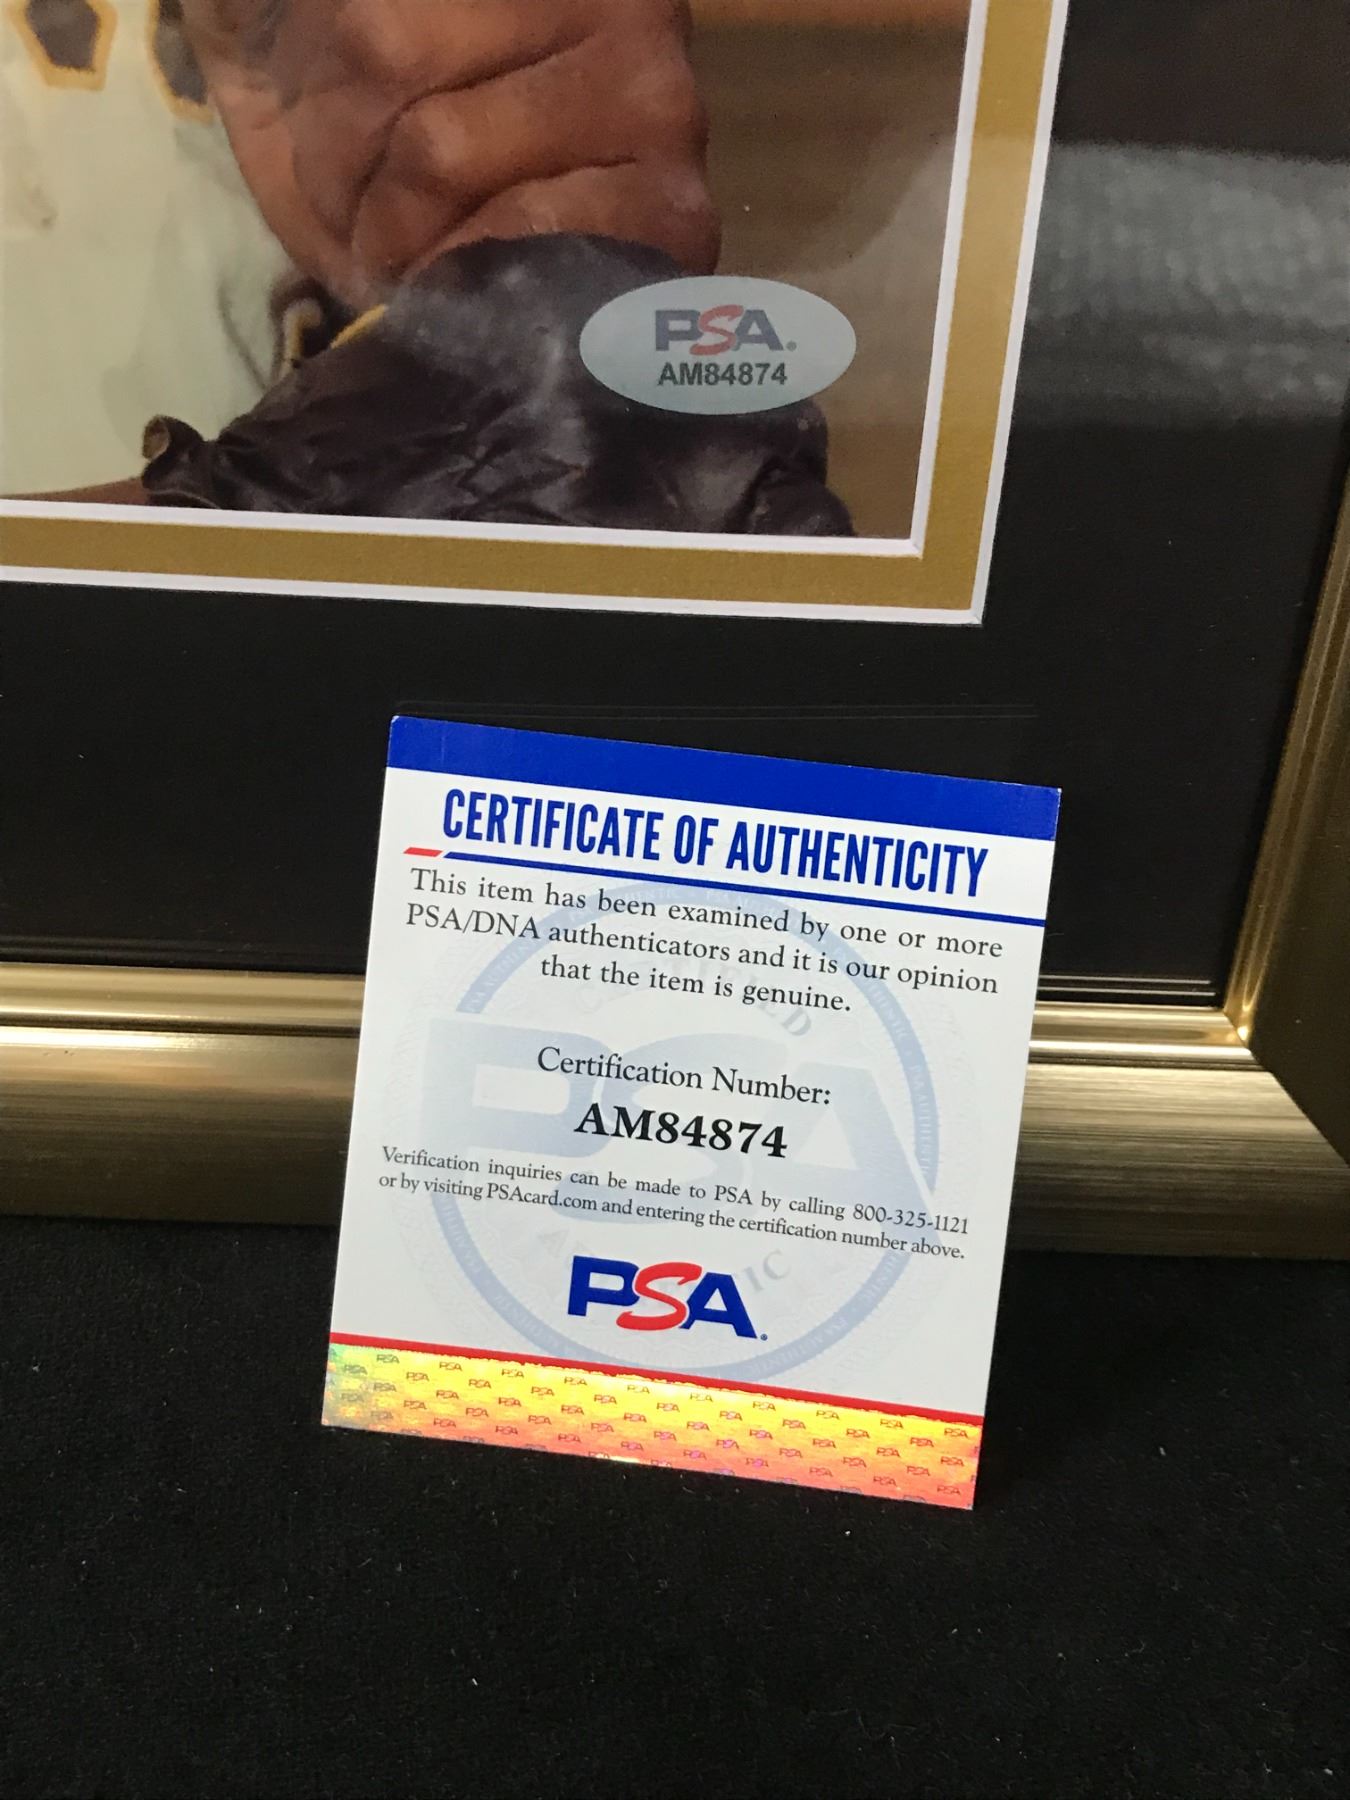 PSA.
AM84874
CERTIFICATE OF AUTHENTICITY
This item has been examined by one or more
PSA/DNA authenticators and it is our opinion
that the item is genuine.
Certification Number:
AM84874
Verification inquiries can be made to PSA by calling 800-325-1121
or by visiting PSAcard.com and entering the certification number above.
PSA.